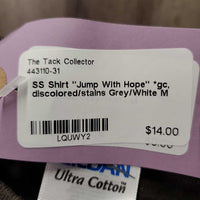 The Tack Collector
443110-31
SS Shirt "Jump With Hope" *gc,
discolored/stains Grey/White M
LQUWY2
$14.00
Ultra Cotton